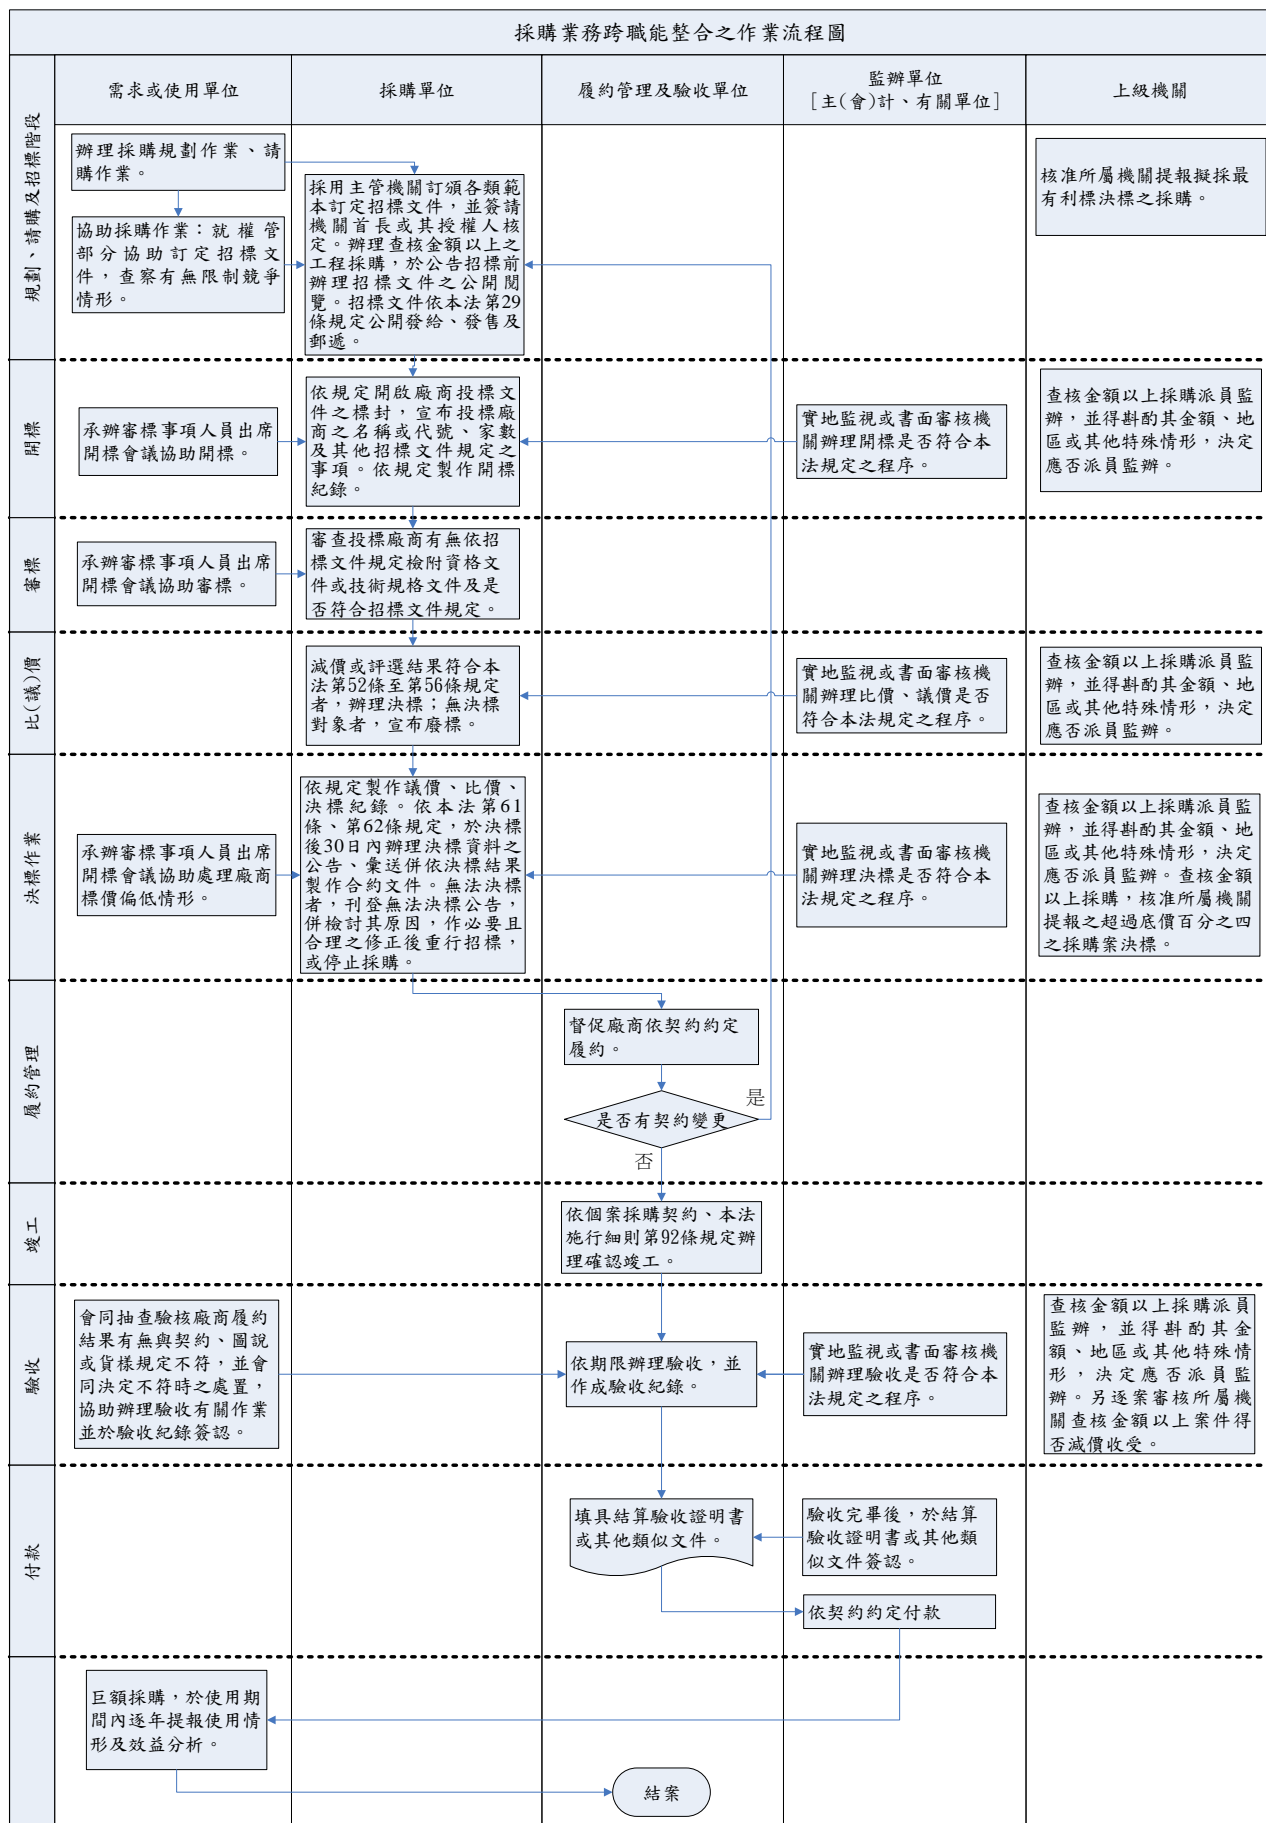 採購業務跨職能整合之作業流程圖
需求或使用單位
採購單位
履約管理及驗收單位
監辦單位
[主(會)計、有關單位]
上級機關
規劃、請購及招標階段
辦理採購規劃作業、請
購作業。
協助採購作業：就權管
部分協助訂定招標文
件，查察有無限制競爭
情形。
採用主管機關訂頒各類範
本訂定招標文件，並簽請
機關首長或其授權人核
定。辦理查核金額以上之
工程採購，於公告招標前
辦理招標文件之公開閱
覽。招標文件依本法第29
條規定公開發給、發售及
郵遞。
核准所屬機關提報擬採最
有利標決標之採購。
開標
承辦審標事項人員出席
開標會議協助開標。
依規定開啟廠商投標文
件之標封，宣布投標廠
商之名稱或代號、家數
及其他招標文件規定之
事項。依規定製作開標
紀錄。
實地監視或書面審核機
關辦理開標是否符合本
法規定之程序。
查核金額以上採購派員監
辦，並得斟酌其金額、地
區或其他特殊情形，決定
應否派員監辦。
審標
承辦審標事項人員出席
開標會議協助審標。
審查投標廠商有無依招
標文件規定檢附資格文
件或技術規格文件及是
否符合招標文件規定。
比(議)價
減價或評選結果符合本
法第52條至第56條規定
者，辦理決標；無決標
對象者，宣布廢標。
實地監視或書面審核機
關辦理比價、議價是否
符合本法規定之程序。
查核金額以上採購派員監
辦，並得斟酌其金額、地
區或其他特殊情形，決定
應否派員監辦。
決標作業
承辦審標事項人員出席
開標會議協助處理廠商
標價偏低情形。
依規定製作議價、比價、
決標紀錄。依本法第61
條、第62條規定，於決標
後30日內辦理決標資料之
公告、彙送併依決標結果
製作合約文件。無法決標
者，刊登無法決標公告，
併檢討其原因，作必要且
合理之修正後重行招標，
或停止採購。
實地監視或書面審核機
關辦理決標是否符合本
法規定之程序。
查核金額以上採購派員監
辦，並得斟酌其金額、地
區或其他特殊情形，決定
應否派員監辦。查核金額
以上採購，核准所屬機關
提報之超過底價百分之四
之採購案決標。
履約管理
督促廠商依契約約定
履約。
是否有契約變更
是
否
竣工
依個案採購契約、本法
施行細則第92條規定辦
理確認竣工。
驗收
會同抽查驗核廠商履約
結果有無與契約、圖說
或貨樣規定不符，並會
同決定不符時之處置，
協助辦理驗收有關作業
並於驗收紀錄簽認。
依期限辦理驗收，並
作成驗收紀錄。
實地監視或書面審核機
關辦理驗收是否符合本
法規定之程序。
查核金額以上採購派員
監辦，並得斟酌其金
額、地區或其他特殊情
形，決定應否派員監
辦。另逐案審核所屬機
關查核金額以上案件得
否減價收受。
付款
填具結算驗收證明書
或其他類似文件。
驗收完畢後，於結算
驗收證明書或其他類
似文件簽認。
依契約約定付款
巨額採購，於使用期
間內逐年提報使用情
形及效益分析。
結案